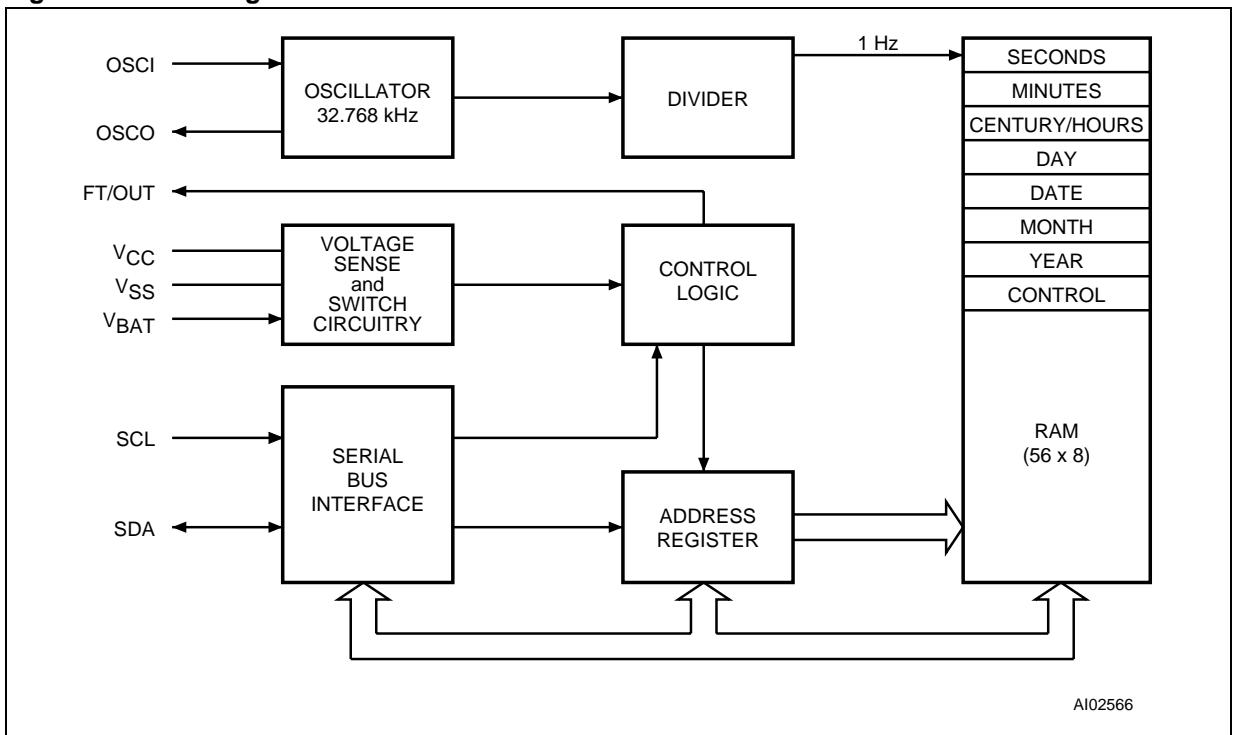 OSCI
OSCO
FT/OUT
VCC
VSS
VBAT
SCL
SDA
OSCILLATOR
32.768 kHz
VOLTAGE
SENSE
and
SWITCH
CIRCUITRY
SERIAL
BUS
INTERFACE
DIVIDER
CONTROL
LOGIC
ADDRESS
REGISTER
1 Hz
SECONDS
MINUTES
CENTURY/HOURS
DAY
DATE
MONTH
YEAR
CONTROL
RAM
(56 x 8)
AI02566